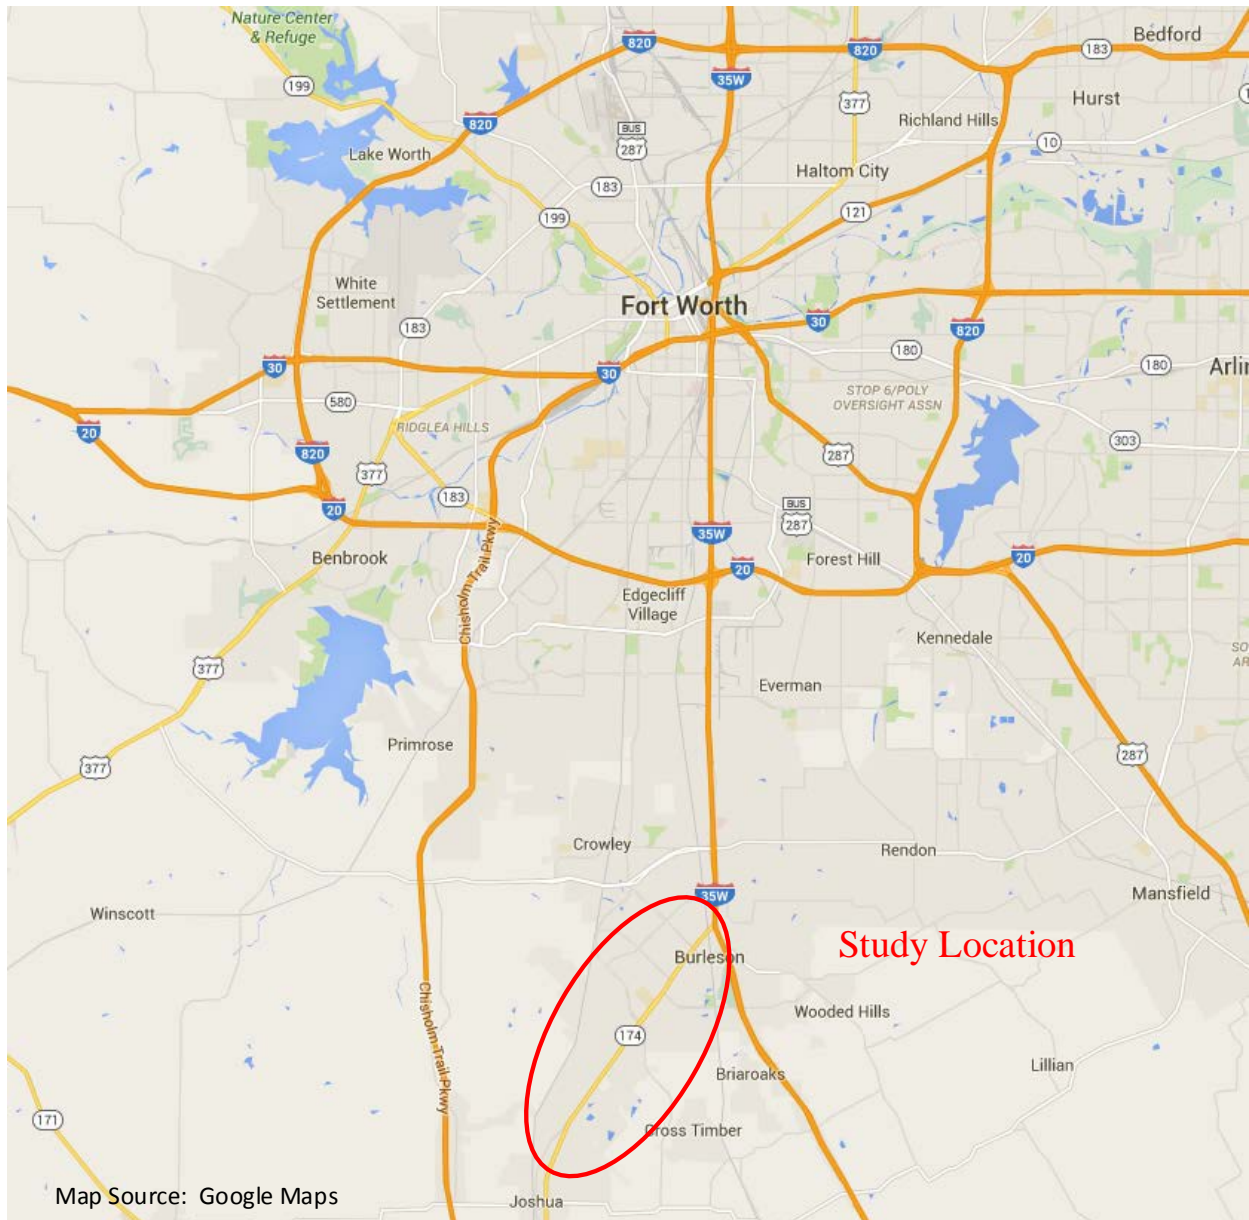 Nature Center
& Refuge
820
820
183
Bedford
35W
199
377
Hurst
BUS
287
820
Richland Hills
10
Lake Worth
Haltom City
183
199
121
White
Settlement
Fort Worth
183
30
820
30
30
180
180
Arlin
STOP 6/POLY
OVERSIGHT ASSN
580
RIDGLEA HILLS
20
303
820
287
377
183
BUS
287
20
35W
Chisholm Trail Pkwy
Benbrook
Forest Hill
20
20
Edgecliff
Village
Kennedale
377
Everman
Primrose
287
377
Crowley
Rendon
35W
Mansfield
Winscott
Study Location
Burleson
Chisholm Trail Pkwy
Wooded Hills
174
Lillian
Briaroaks
171
Cross Timber
Map Source: Google Maps
Joshua